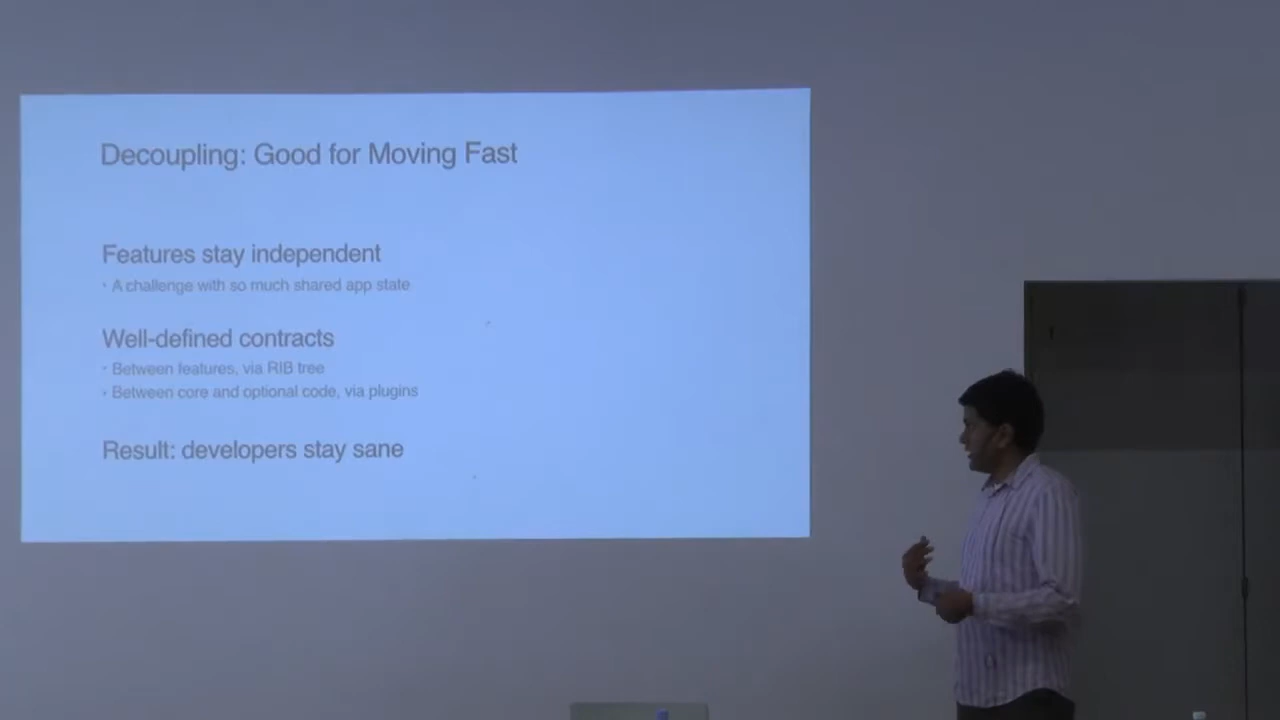 Decoupling: Good for Moving Fast
Features stay independent
• A challenge with so much shared app state
Well-defined contracts
• Between features, via RIB tree
• Between core and optional code, via plugins
Result: developers stay sane